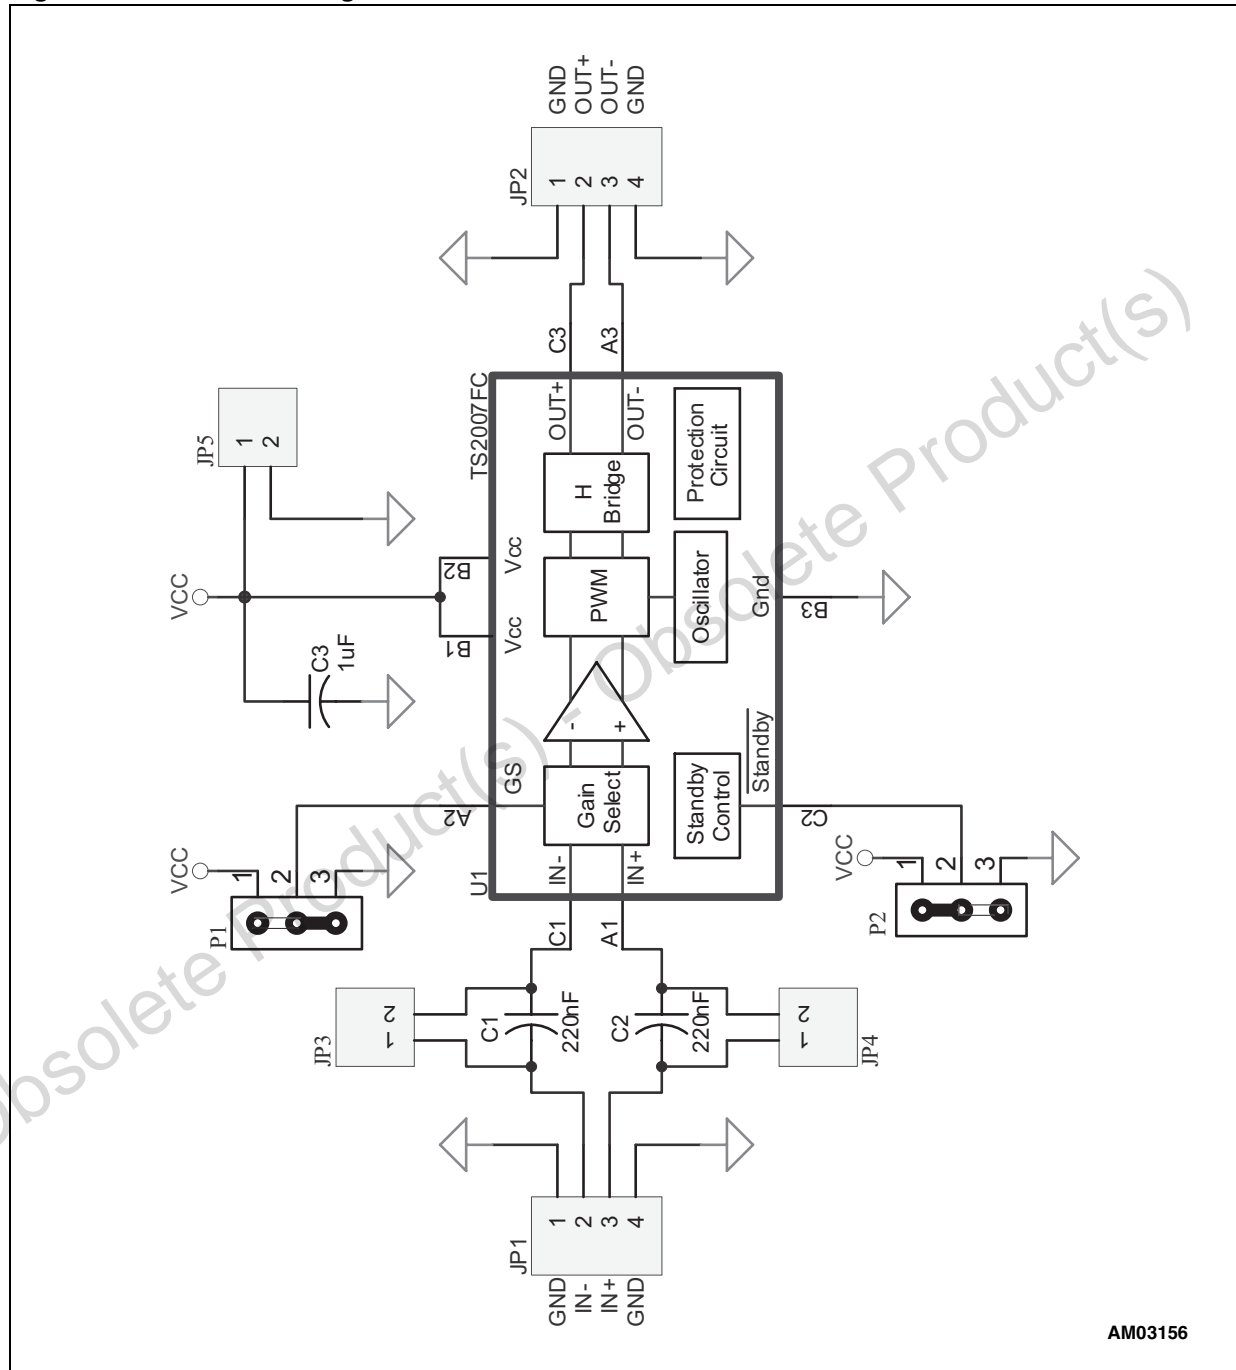 GND
OUT+
OUT-
GND
JP2
1
2
3
4
C3
A3
JP5
1
2
TS2007FC
OUT+
OUT-
H
Bridge
Protection
Circuit
VCC
B2
B1
Vcc
Vcc
PWM
Oscillator
Gnd
B3
C3
1uF
-
+
GS
A2
Gain
Select
Standby
Control
Standby
C2
VCC
1
2
3
P1
U1
IN-
IN+
C1
A1
VCC
1
2
3
P2
JP3
2
1
C1
220nF
C2
220nF
2
1
JP4
JP1
1
2
3
4
GND
IN-
IN+
GND
AM03156
Obsolete Product(s) - Obsolete Product(s)